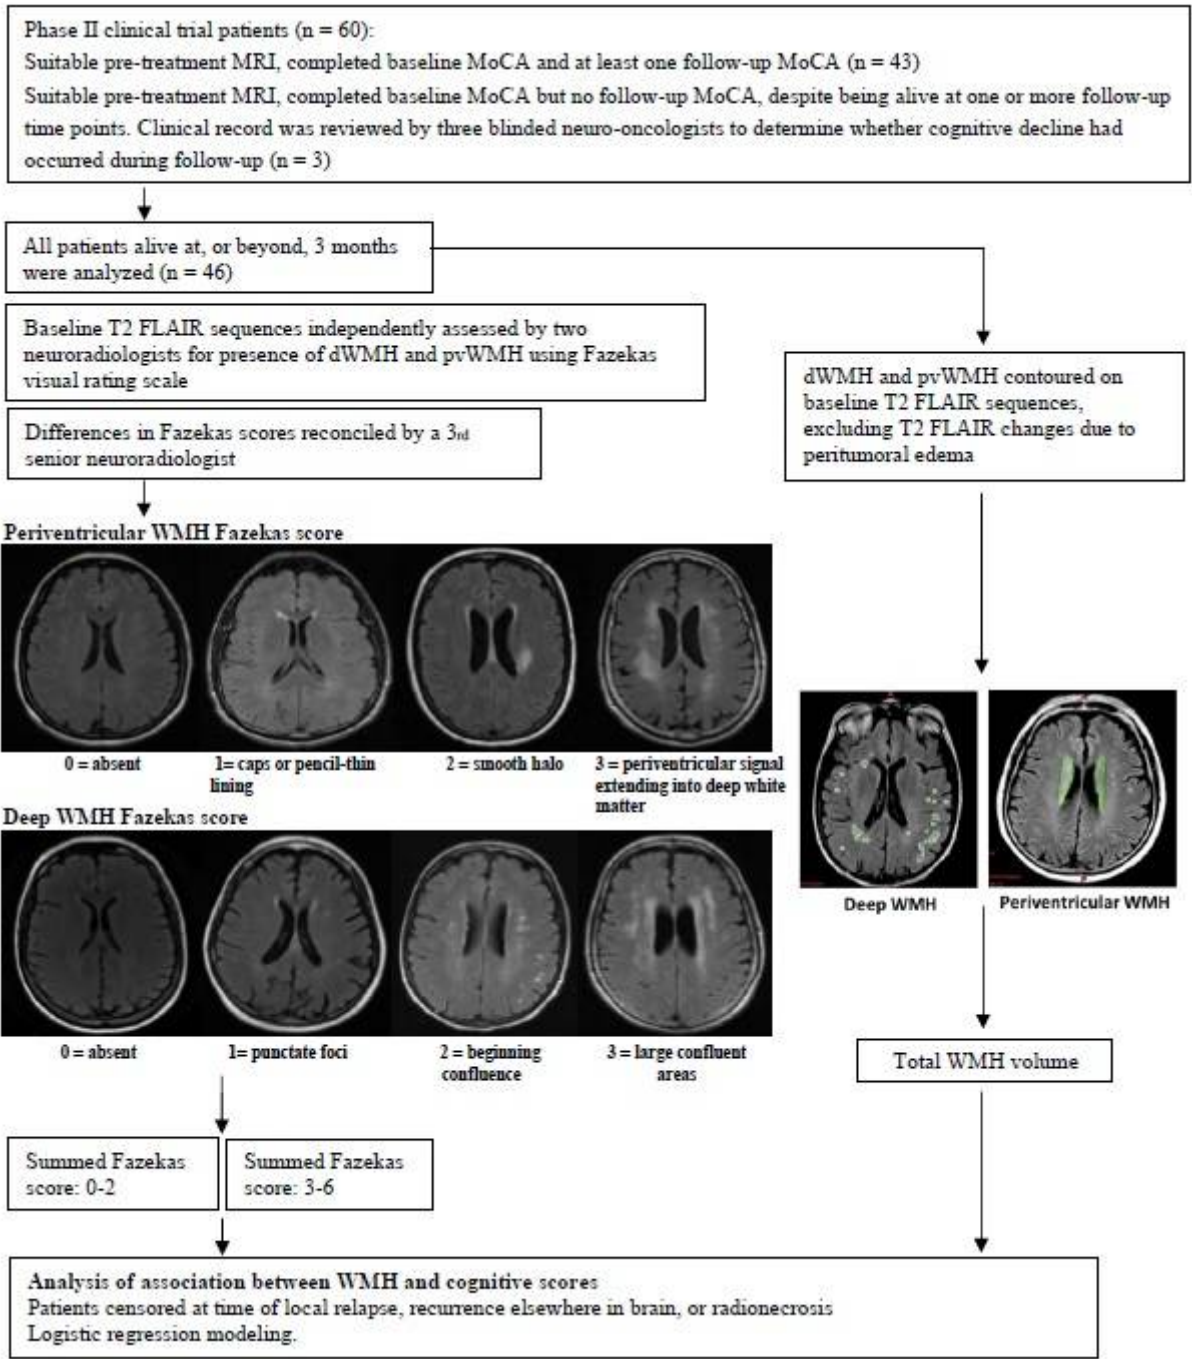 Phase II clinical trial patients (n = 60):
Suitable pre-treatment MRI, completed baseline MoCA and at least one follow-up MoCA (n = 43)
Suitable pre-treatment MRI, completed baseline MoCA but no follow-up MoCA, despite being alive at one or more follow-up
time points. Clinical record was reviewed by three blinded neuro-oncologists to determine whether cognitive decline had
occurred during follow-up (n = 3)
All patients alive at, or beyond, 3 months
were analyzed (n = 46)
Baseline T2 FLAIR sequences independently assessed by two
neuroradiologists for presence of dWMH and pvWMH using Fazekas
visual rating scale
Differences in Fazekas scores reconciled by a 3rd
senior neuroradiologist
dWMH and pvWMH contoured on
baseline T2 FLAIR sequences,
excluding T2 FLAIR changes due to
peritumoral edema
Periventricular WMH Fazekas score
0 = absent
1= caps or pencil-thin
lining
2 = smooth halo
3 = periventricular signal
extending into deep white
matter
Deep WMH Fazekas score
0 = absent
1= punctate foci
2 = beginning
confluence
3 = large confluent
areas
Deep WMH
Periventricular WMH
Total WMH volume
Summed Fazekas
score: 0-2
Summed Fazekas
score: 3-6
Analysis of association between WMH and cognitive scores
Patients censored at time of local relapse, recurrence elsewhere in brain, or radionecrosis
Logistic regression modeling.